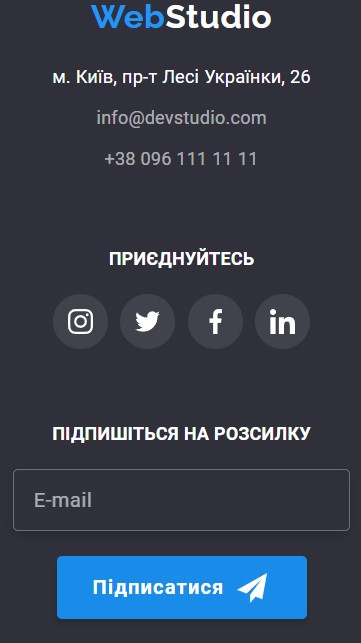 WebStudio
м. Київ, пр-т Лесі Українки, 26
info@devstudio.com
+38 096 111 11 11
ПРИЄДНУЙТЕСЬ
ПІДПИШІТЬСЯ НА РОЗСИЛКУ
E-mail
Підписатися